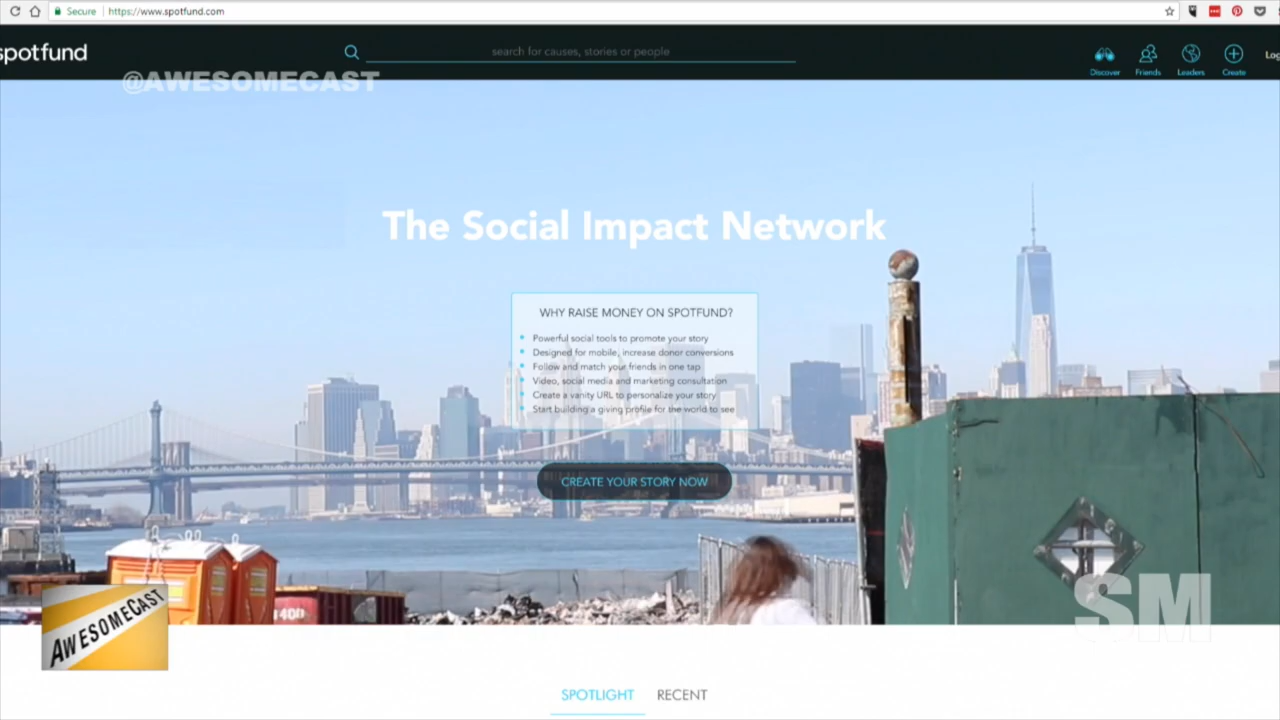 Secure https://www.spotfund.com
spotfund
search for causes, stories or people
Discover
Friends
Leaders
Create
Log
@AWESOMECAST
The Social Impact Network
WHY RAISE MONEY ON SPOTFUND?
Powerful social tools to promote your story
Designed for mobile, increase donor conversions
Follow and match your friends in one tap
Video, social media and marketing consultation
Create a vanity URL to personalize your story
Start building a giving profile for the world to see
CREATE YOUR STORY NOW
1400
AWESOMECAST
SM
SPOTLIGHT
RECENT